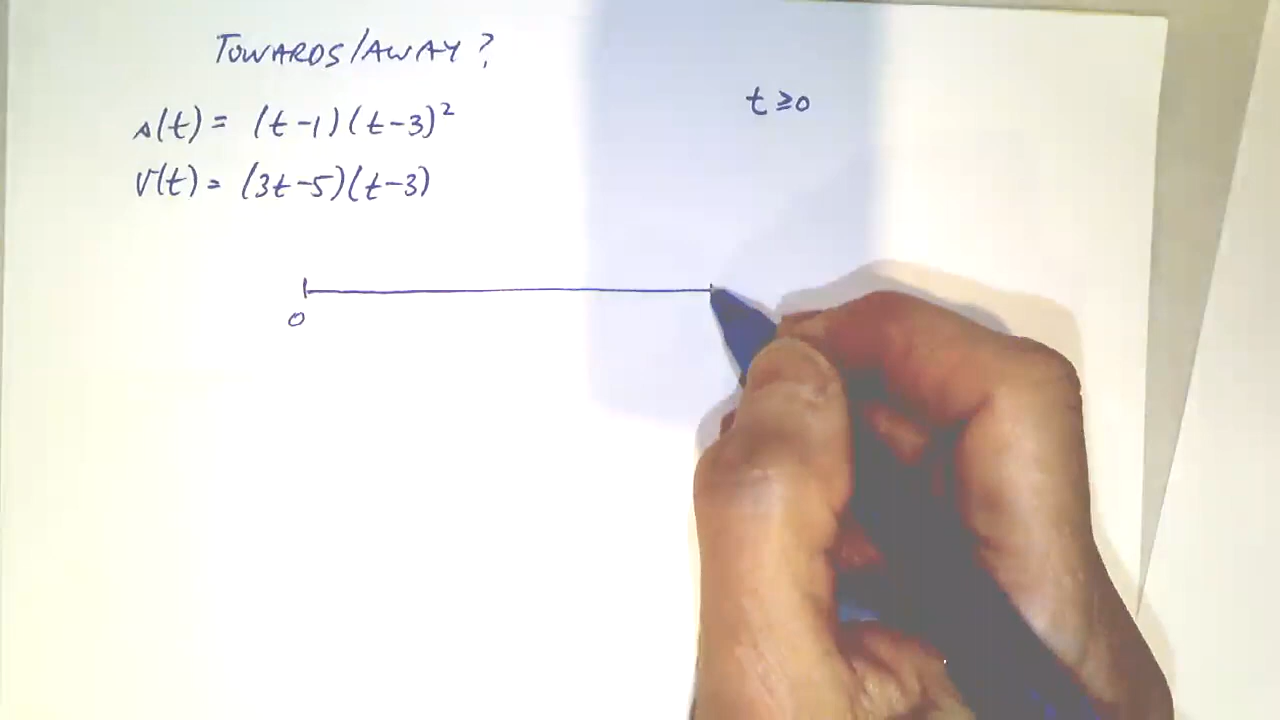 TOWARDS/AWAY?
s(t) = (t-1)(t-3)²
t ≥ 0
v(t) = (3t-5)(t-3)
0